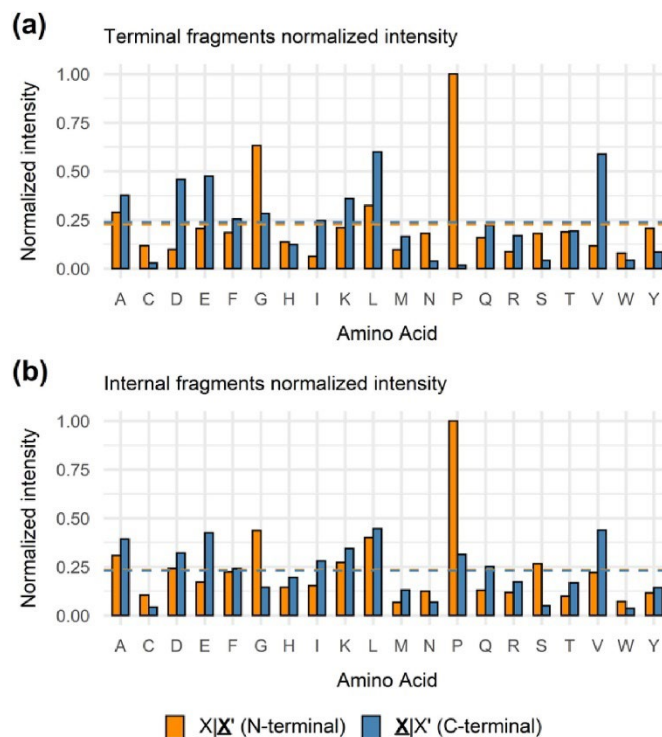 (a)
Terminal fragments normalized intensity
Normalized intensity
1.00
0.75
0.50
0.25
0.00
A C D E F G H I K L M N P Q R S T V W Y
Amino Acid
(b)
Internal fragments normalized intensity
Normalized intensity
1.00
0.75
0.50
0.25
0.00
A C D E F G H I K L M N P Q R S T V W Y
Amino Acid
X|X' (N-terminal) X|X' (C-terminal)